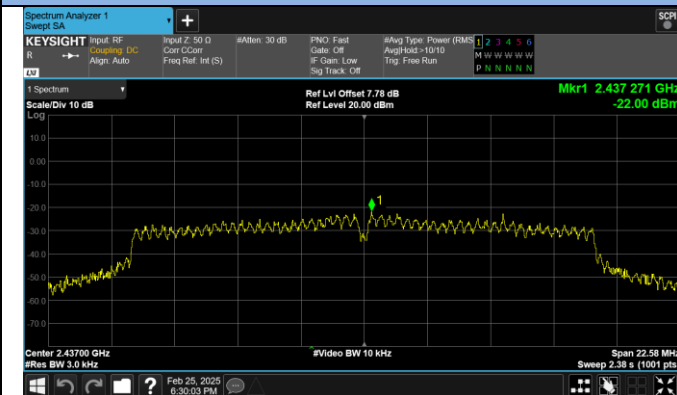 Spectrum Analyzer 1
Swept SA
+
SCPI
KEYSIGHT
R
LXI
Input: RF
Coupling: DC
Align: Auto
Input Z: 50 Ω
Corr CCorr
Freq Ref: Int (S)
#Atten: 30 dB
PNO: Fast
Gate: Off
IF Gain: Low
Sig Track: Off
#Avg Type: Power (RMS
Avg|Hold:>10/10
Trig: Free Run
1 2 3 4 5 6
M W W W W W
P N N N N N
1 Spectrum
Scale/Div 10 dB
Log
Ref Lvl Offset 7.78 dB
Ref Level 20.00 dBm
Mkr1 2.437 271 GHz
-22.00 dBm
10.0
0.00
-10.0
-20.0
-30.0
-40.0
-50.0
-60.0
-70.0
1
Center 2.43700 GHz
#Res BW 3.0 kHz
#Video BW 10 kHz
Span 22.58 MHz
Sweep 2.38 s (1001 pts
?
Feb 25, 2025
6:30:03 PM